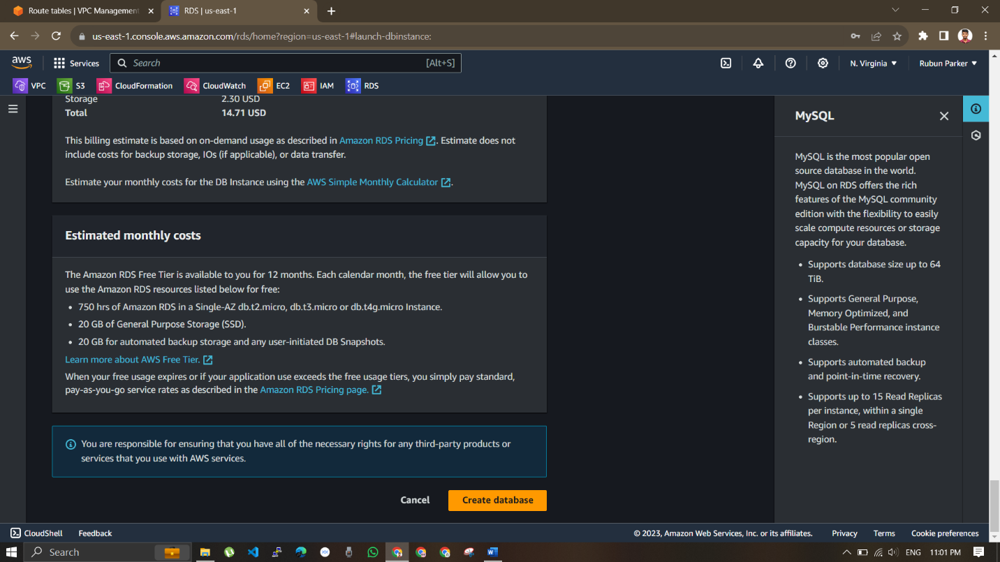 Route tables | VPC Management
RDS | us-east-1
us-east-1.console.aws.amazon.com/rds/home?region=us-east-1#launch-dbinstance:
aws
Services
Search
[Alt+S]
N. Virginia
Rubun Parker
VPC
S3
CloudFormation
CloudWatch
EC2
IAM
RDS
Storage 2.30 USD
Total 14.71 USD
This billing estimate is based on on-demand usage as described in Amazon RDS Pricing. Estimate does not
include costs for backup storage, IOs (if applicable), or data transfer.
Estimate your monthly costs for the DB Instance using the AWS Simple Monthly Calculator.
Estimated monthly costs
The Amazon RDS Free Tier is available to you for 12 months. Each calendar month, the free tier will allow you to
use the Amazon RDS resources listed below for free:
• 750 hrs of Amazon RDS in a Single-AZ db.t2.micro, db.t3.micro or db.t4g.micro Instance.
• 20 GB of General Purpose Storage (SSD).
• 20 GB for automated backup storage and any user-initiated DB Snapshots.
Learn more about AWS Free Tier.
When your free usage expires or if your application use exceeds the free usage tiers, you simply pay standard,
pay-as-you-go service rates as described in the Amazon RDS Pricing page.
You are responsible for ensuring that you have all of the necessary rights for any third-party products or
services that you use with AWS services.
Cancel
Create database
MySQL
MySQL is the most popular open
source database in the world.
MySQL on RDS offers the rich
features of the MySQL community
edition with the flexibility to easily
scale compute resources or storage
capacity for your database.
• Supports database size up to 64
TiB.
• Supports General Purpose,
Memory Optimized, and
Burstable Performance instance
classes.
• Supports automated backup
and point-in-time recovery.
• Supports up to 15 Read Replicas
per instance, within a single
Region or 5 read replicas cross-
region.
CloudShell
Feedback
© 2023, Amazon Web Services, Inc. or its affiliates.
Privacy
Terms
Cookie preferences
Search
ENG
11:01 PM